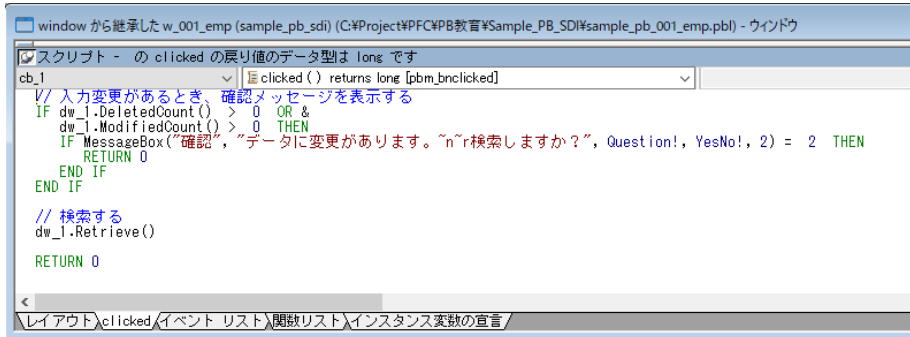 window から継承した w_001_emp (sample_pb_sdi) (C:¥Project¥PFC¥PB教育¥Sample_PB_SDI¥sample_pb_001_emp.pbl) - ウィンドウ
スクリプト - の clicked の戻り値のデータ型は long です
cb_1 clicked ( ) returns long [pbm_bnclicked]
// 入力変更があるとき、確認メッセージを表示する
IF dw_1.DeletedCount() > 0 OR &
dw_1.ModifiedCount() > 0 THEN
IF MessageBox("確認", "データに変更があります。~n~r検索しますか？", Question!, YesNo!, 2) = 2 THEN
RETURN 0
END IF
END IF
// 検索する
dw_1.Retrieve()
RETURN 0
レイアウト clicked イベント リスト 関数リスト インスタンス変数の宣言